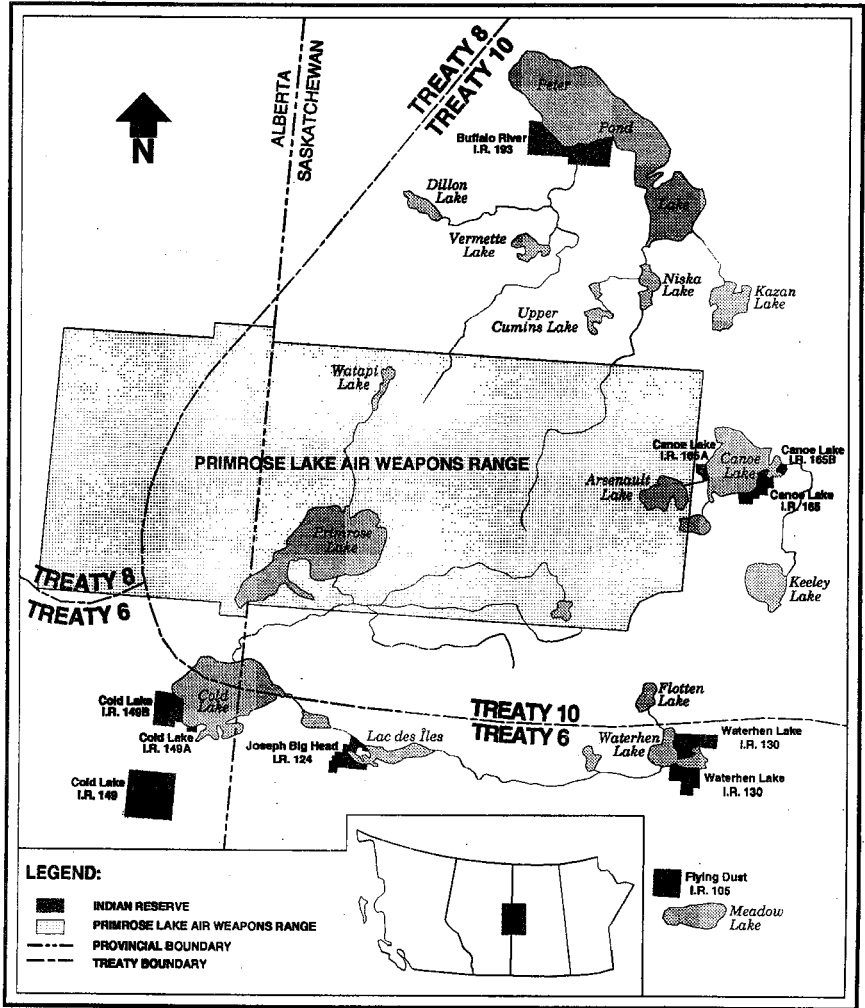 TREATY 8
TREATY 10
ALBERTA
SASKATCHEWAN
N
Peter
Pond
Lake
Buffalo River
I.R. 193
Dillon
Lake
Vermette
Lake
Niska
Lake
Kazan
Lake
Upper
Cumins Lake
Watapi
Lake
PRIMROSE LAKE AIR WEAPONS RANGE
Canoe Lake
I.R. 165A
Canoe
Lake
Canoe Lake
I.R. 165B
Canoe Lake
I.R. 165
Arsenault
Lake
Primrose
Lake
Keeley
Lake
TREATY 8
TREATY 6
Cold Lake
I.R. 149B
Cold
Lake
Cold Lake
I.R. 149A
Cold Lake
I.R. 149
Joseph Big Head
I.R. 124
Lac des Îles
TREATY 10
TREATY 6
Flotten
Lake
Waterhen
Lake
Waterhen Lake
I.R. 130
Waterhen Lake
I.R. 130
Flying Dust
I.R. 105
Meadow
Lake
LEGEND:
INDIAN RESERVE
PRIMROSE LAKE AIR WEAPONS RANGE
PROVINCIAL BOUNDARY
TREATY BOUNDARY